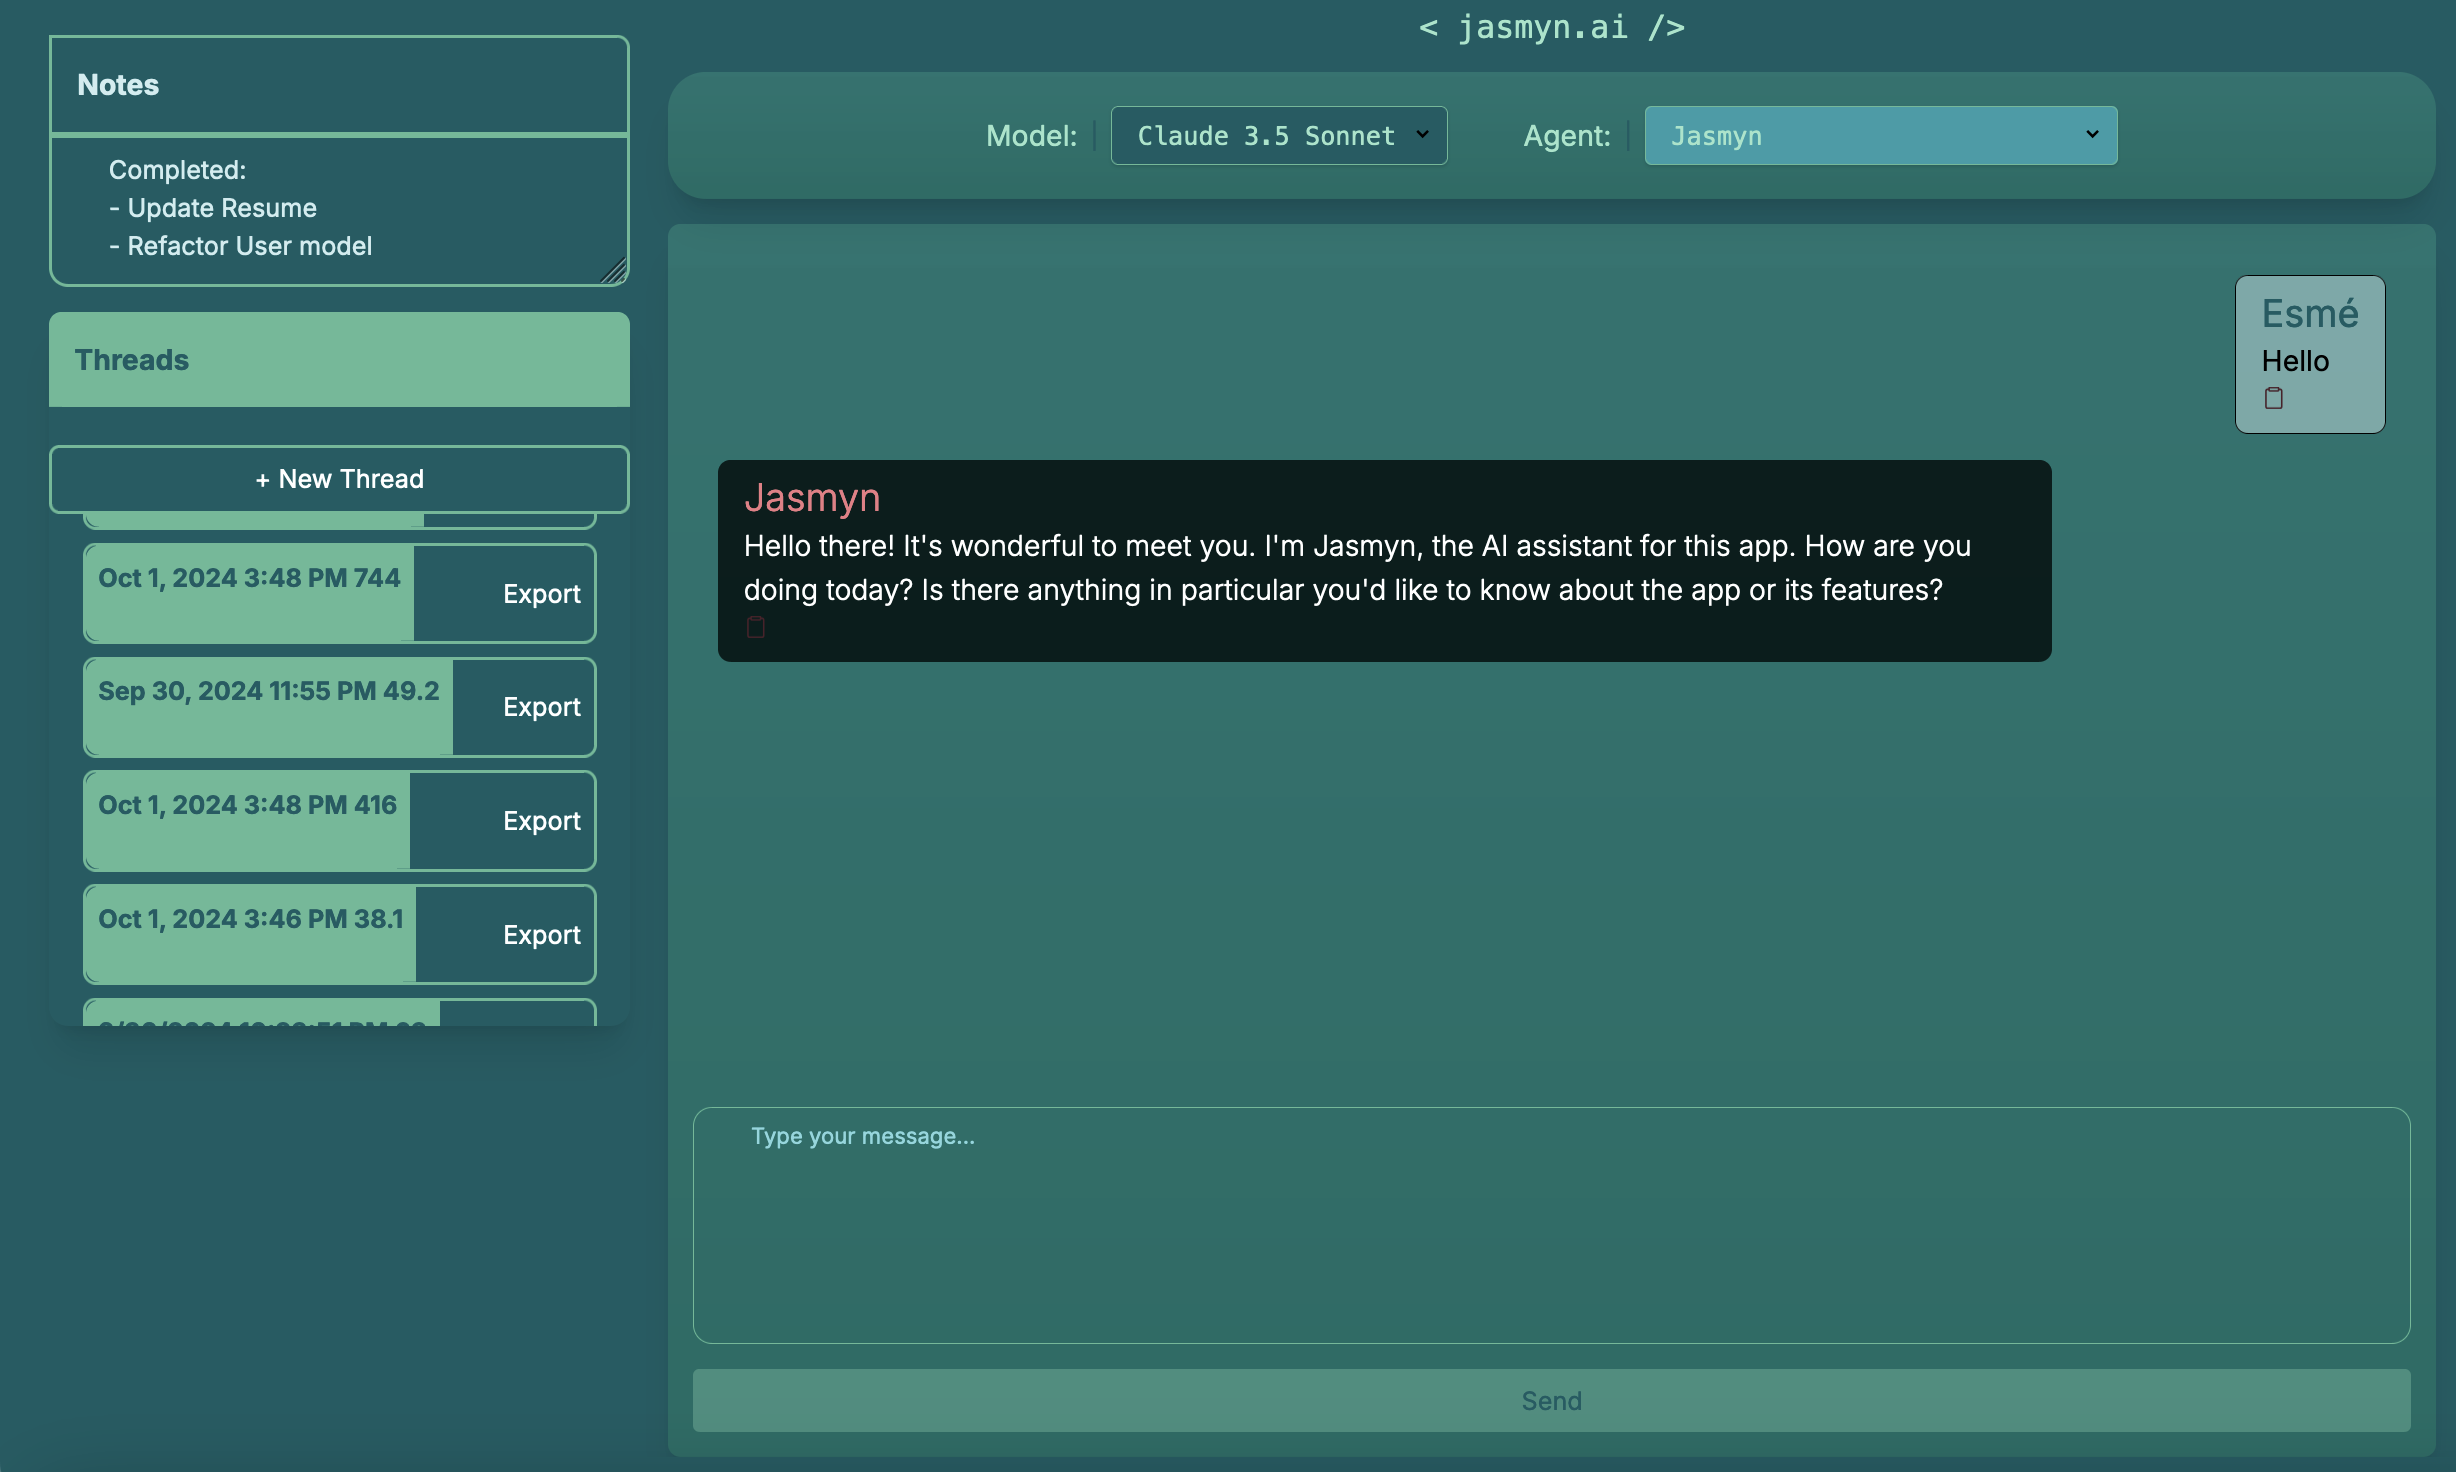 < jasmyn.ai />
Notes
Completed:
- Update Resume
- Refactor User model
Threads
+ New Thread
Oct 1, 2024 3:48 PM 744
Export
Sep 30, 2024 11:55 PM 49.2
Export
Oct 1, 2024 3:48 PM 416
Export
Oct 1, 2024 3:46 PM 38.1
Export
Model:
Claude 3.5 Sonnet
Agent:
Jasmyn
Esmé
Hello
Jasmyn
Hello there! It's wonderful to meet you. I'm Jasmyn, the AI assistant for this app. How are you
doing today? Is there anything in particular you'd like to know about the app or its features?
Type your message...
Send